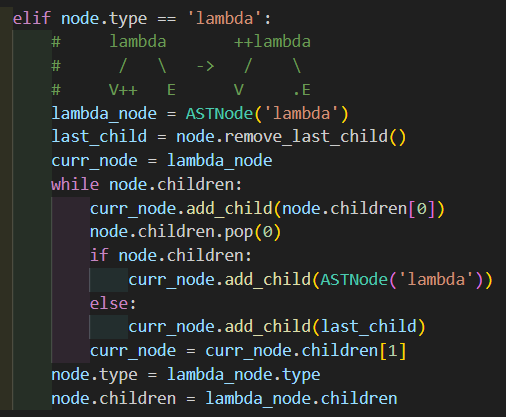 elif node.type == 'lambda':
    #     lambda       ++lambda
    #      /   \   ->   /    \
    #     V++   E      V     .E
    lambda_node = ASTNode('lambda')
    last_child = node.remove_last_child()
    curr_node = lambda_node
    while node.children:
        curr_node.add_child(node.children[0])
        node.children.pop(0)
        if node.children:
            curr_node.add_child(ASTNode('lambda'))
        else:
            curr_node.add_child(last_child)
        curr_node = curr_node.children[1]
    node.type = lambda_node.type
    node.children = lambda_node.children